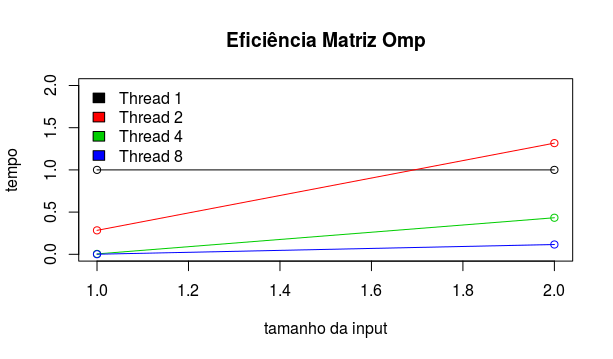 Eficiência Matriz Omp
tempo
2.0
1.5
1.0
0.5
0.0
Thread 1
Thread 2
Thread 4
Thread 8
1.0 1.2 1.4 1.6 1.8 2.0
tamanho da input